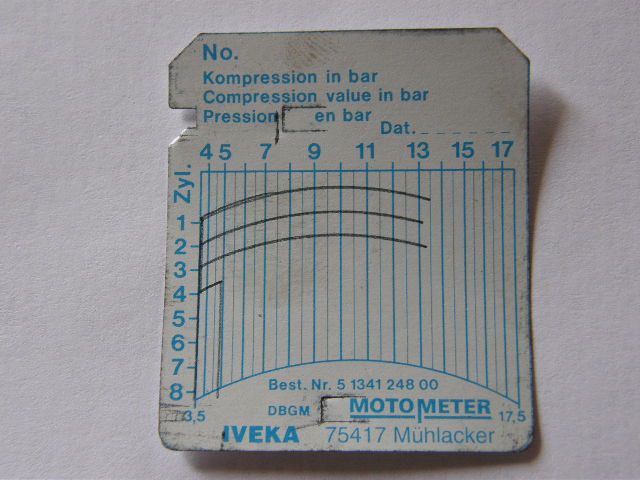 No.
Kompression in bar
Compression value in bar
Pression en bar
Dat.
4 5 7 9 11 13 15 17
Zyl.
1
2
3
4
5
6
7
8
3,5
17,5
Best. Nr. 5 1341 248 00
DBGM MOTOMETER
IVEKA 75417 Mühlacker